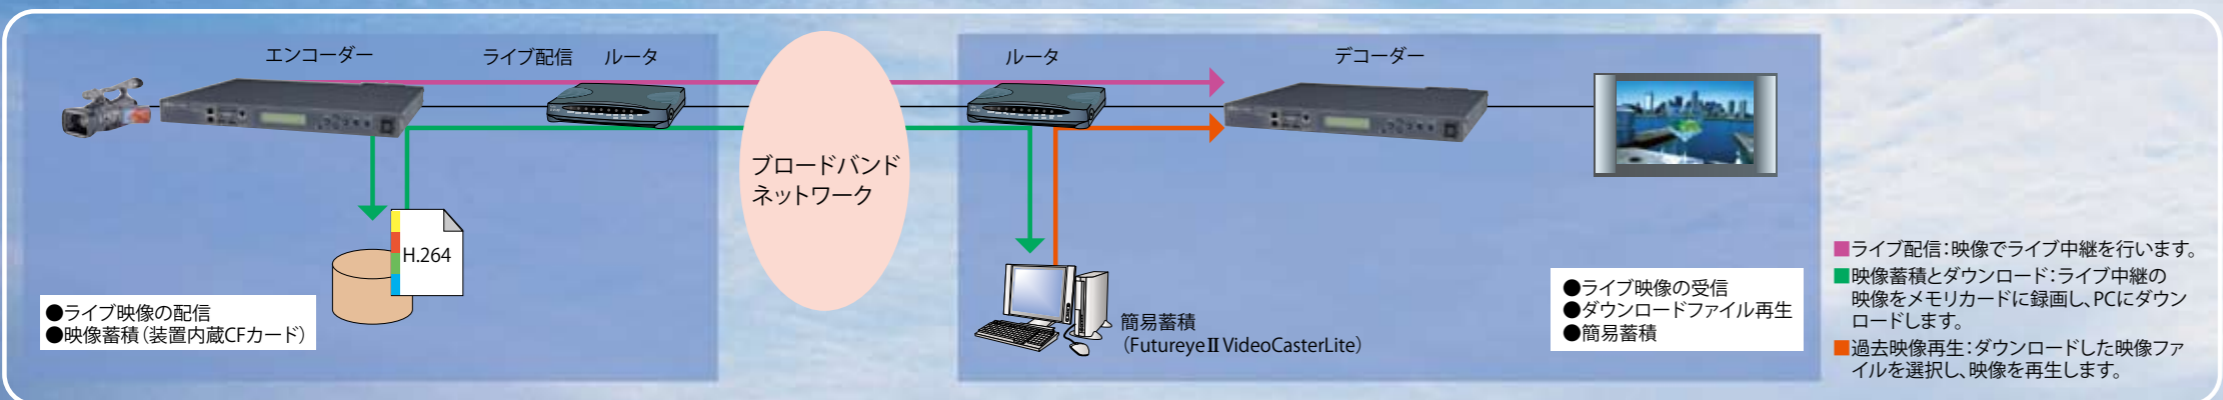 エンコーダー
ライブ配信
ルータ
ブロードバンド
ネットワーク
H.264
●ライブ映像の配信
●映像蓄積（装置内蔵CFカード）
ルータ
デコーダー
簡易蓄積
（FutureyeⅡVideoCasterLite）
●ライブ映像の受信
●ダウンロードファイル再生
●簡易蓄積
■ライブ配信：映像でライブ中継を行います。
■映像蓄積とダウンロード：ライブ中継の
映像をメモリカードに録画し、PCにダウン
ロードします。
■過去映像再生：ダウンロードした映像ファ
イルを選択し、映像を再生します。